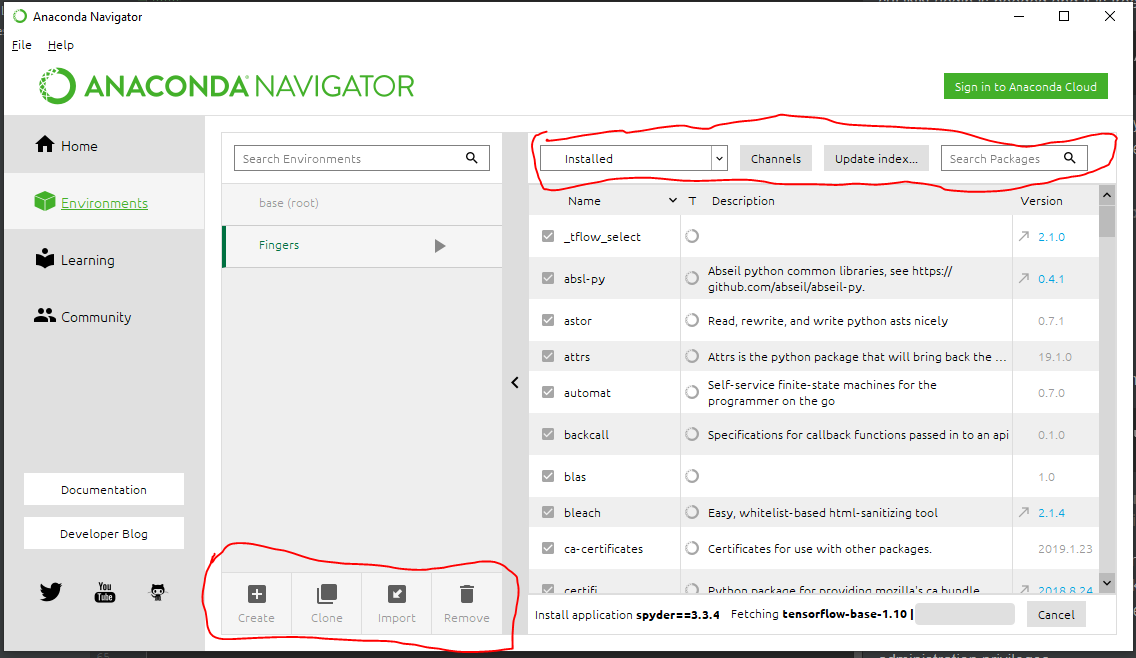 Anaconda Navigator
File Help
ANACONDA NAVIGATOR
Sign in to Anaconda Cloud
Home
Environments
Learning
Community
Documentation
Developer Blog
You
Tube
Search Environments
base (root)
Fingers
Create Clone Import Remove
Installed Channels Update index... Search Packages
Name T Description Version
_tflow_select 2.1.0
absl-py Abseil python common libraries, see https://
github.com/abseil/abseil-py. 0.4.1
astor Read, rewrite, and write python asts nicely 0.7.1
attrs Attrs is the python package that will bring back the ... 19.1.0
automat Self-service finite-state machines for the
programmer on the go 0.7.0
backcall Specifications for callback functions passed in to an api 0.1.0
blas 1.0
bleach Easy, whitelist-based html-sanitizing tool 2.1.4
ca-certificates Certificates for use with other packages. 2019.1.23
certifi Python package for providing mozilla's ca bundle. 2018.8.24
Install application spyder==3.3.4 Fetching tensorflow-base-1.10 | Cancel